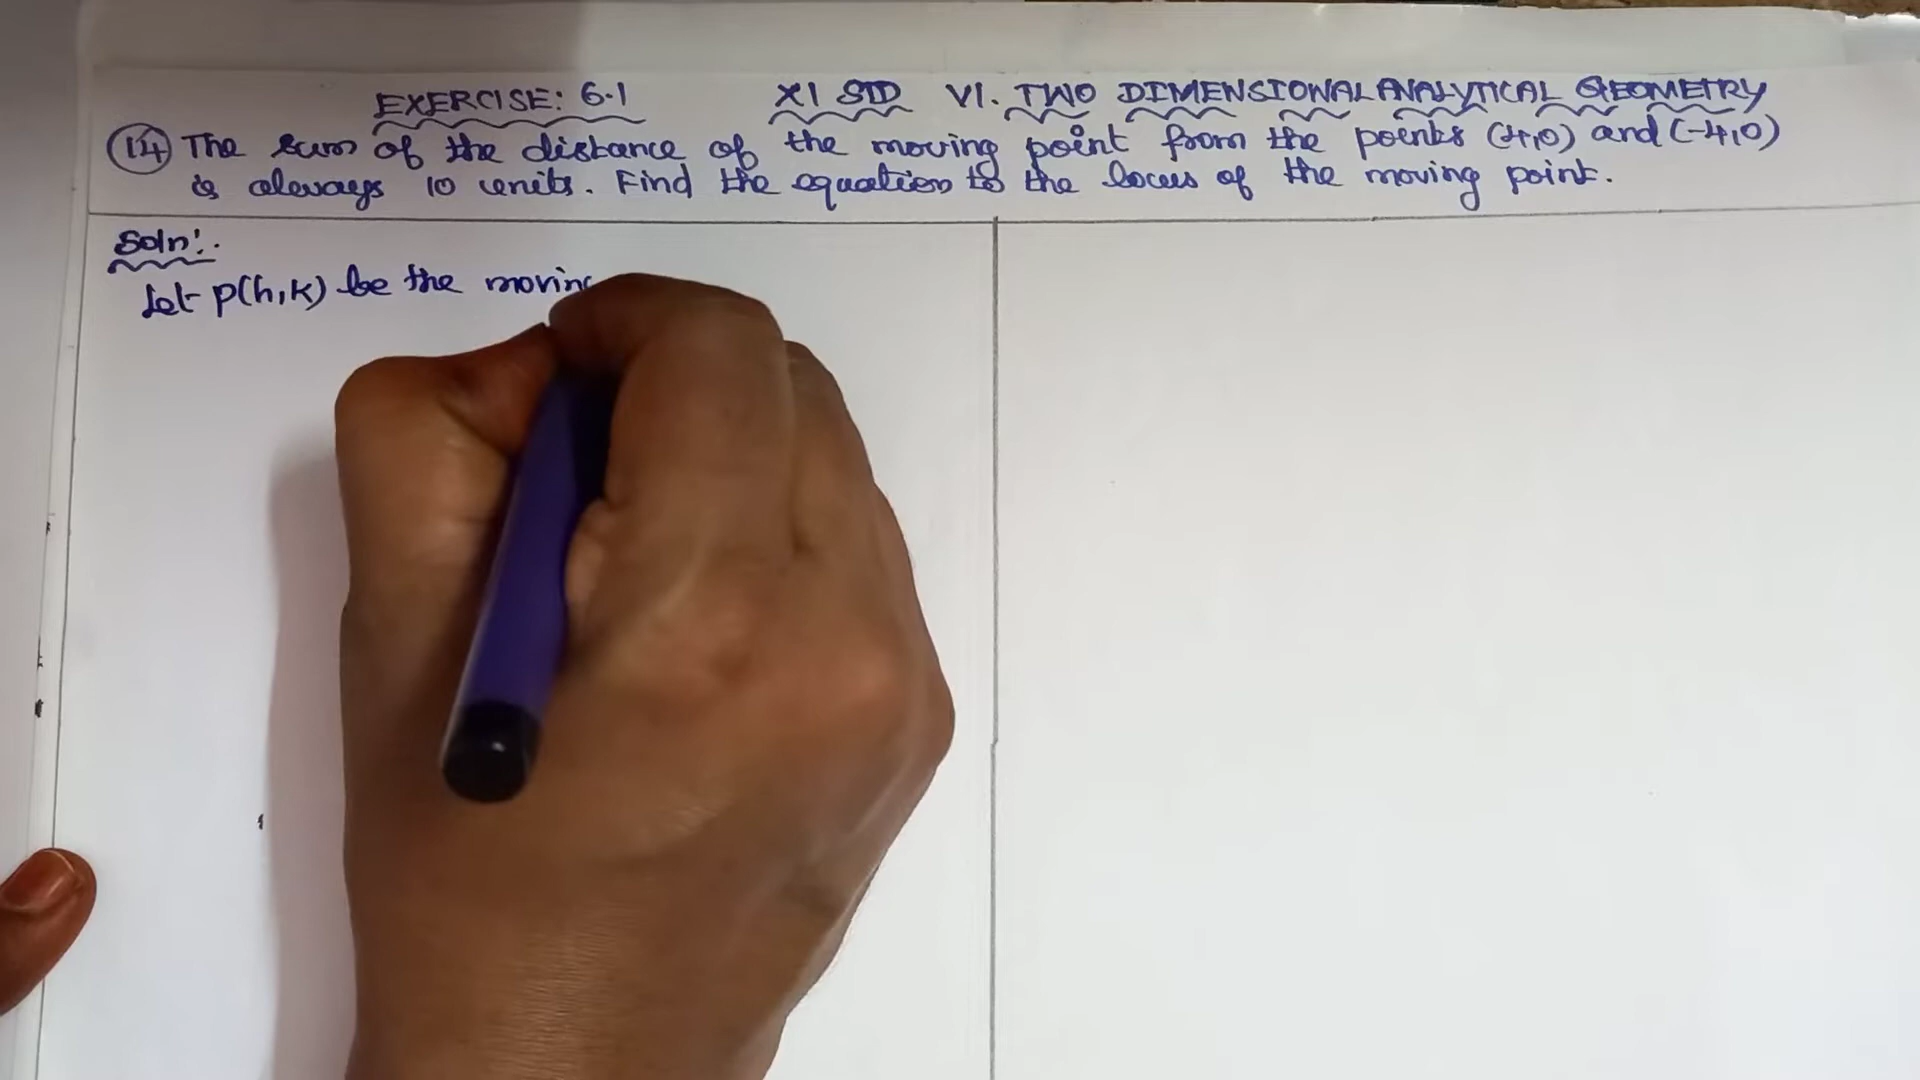 EXERCISE: 6.1 XI STD VI. TWO DIMENSIONAL ANALYTICAL GEOMETRY
14 The sum of the distance of the moving point from the points (4,0) and (-4,0)
is always 10 units. Find the equation to the locus of the moving point.
Soln:.
Let P(h,k) be the moving